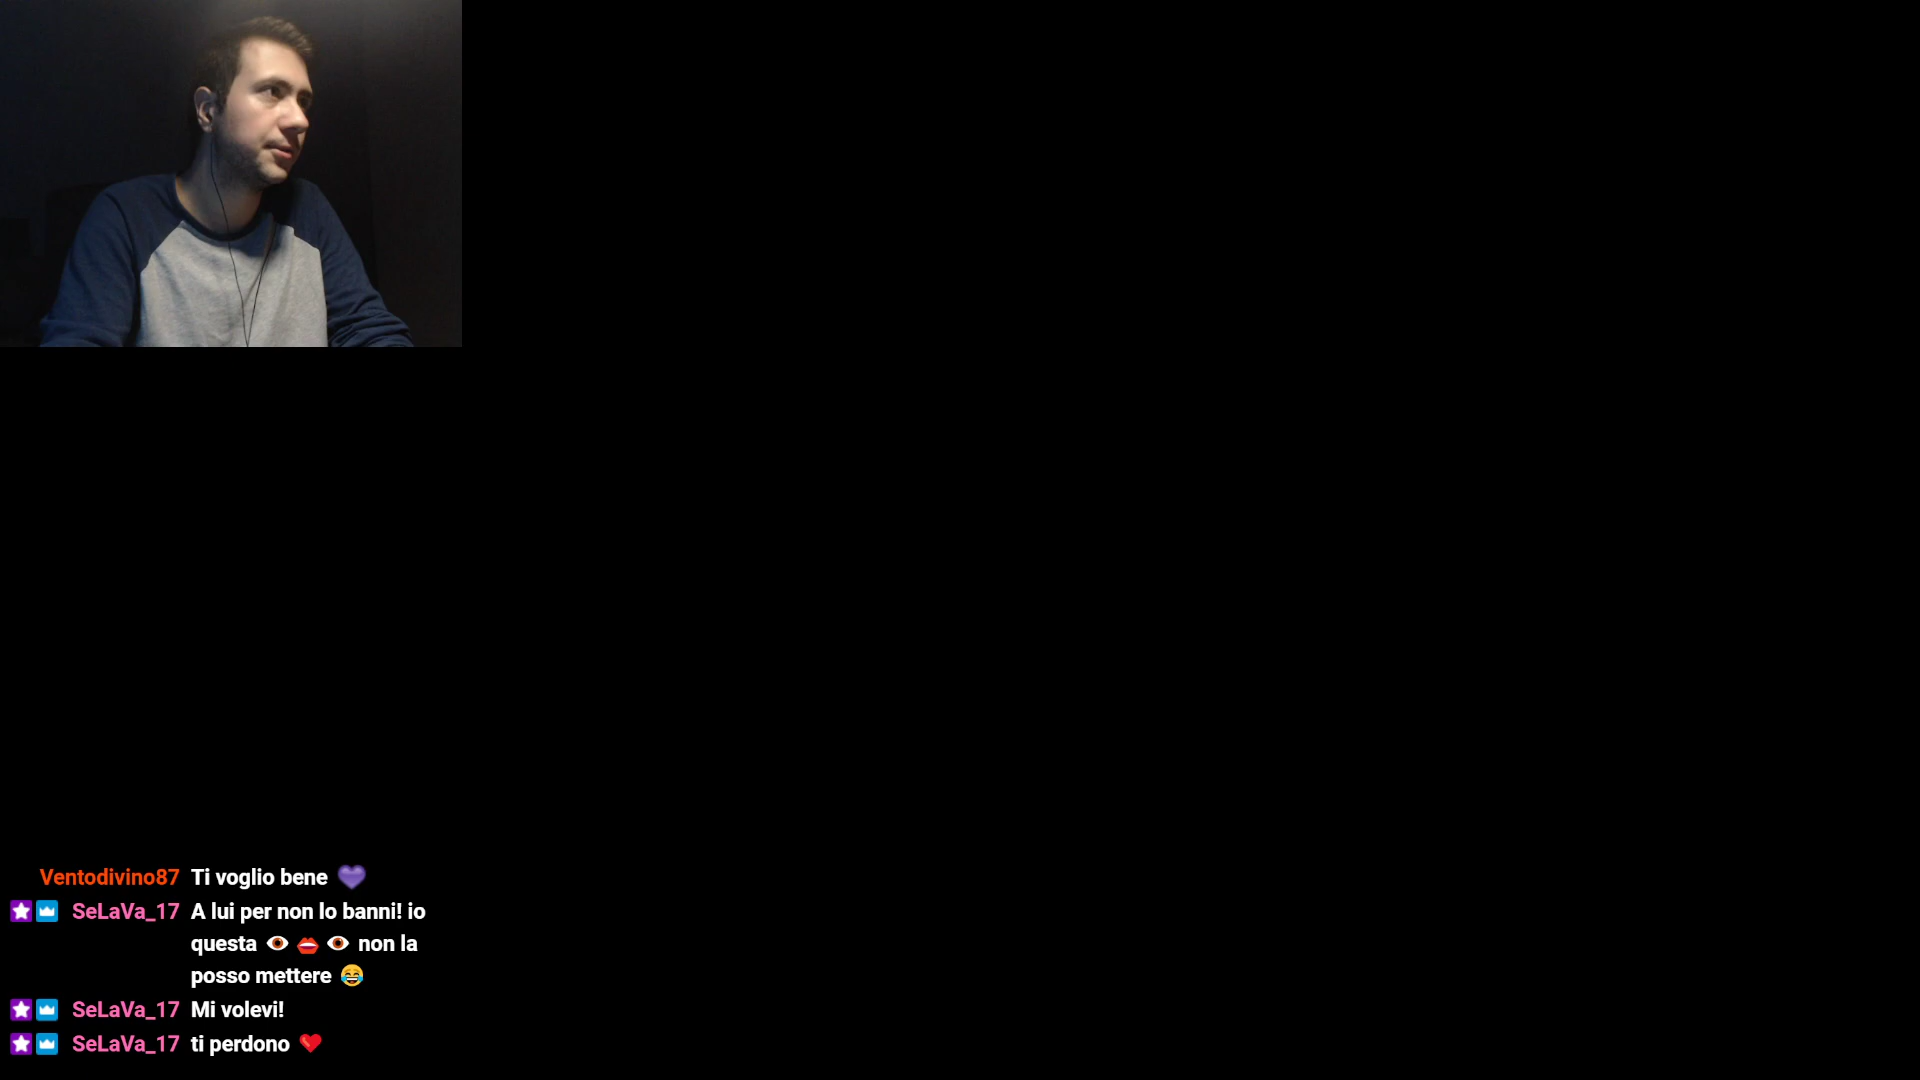 Ventodivino87 Ti voglio bene 💜
SeLaVa_17 A lui per non lo banni! io
questa 👁️ 👄 👁️ non la
posso mettere 😂
SeLaVa_17 Mi volevi!
SeLaVa_17 ti perdono ❤️